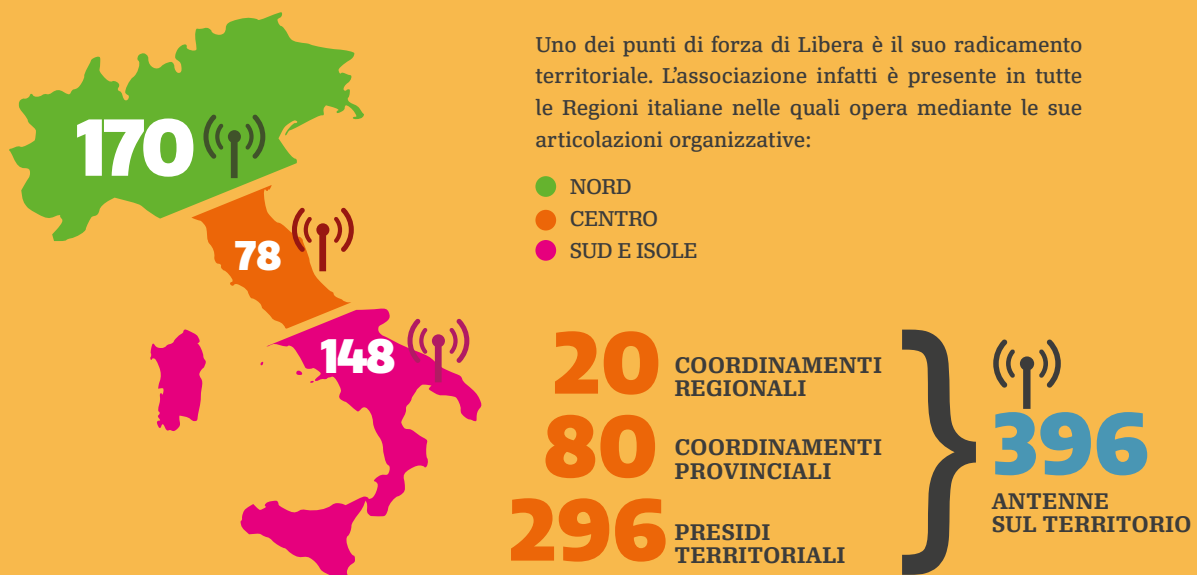 170
78
148
Uno dei punti di forza di Libera è il suo radicamento
territoriale. L'associazione infatti è presente in tutte
le Regioni italiane nelle quali opera mediante le sue
articolazioni organizzative:
NORD
CENTRO
SUD E ISOLE
20 COORDINAMENTI
REGIONALI
80 COORDINAMENTI
PROVINCIALI
296 PRESIDI
TERRITORIALI
396
ANTENNE
SUL TERRITORIO